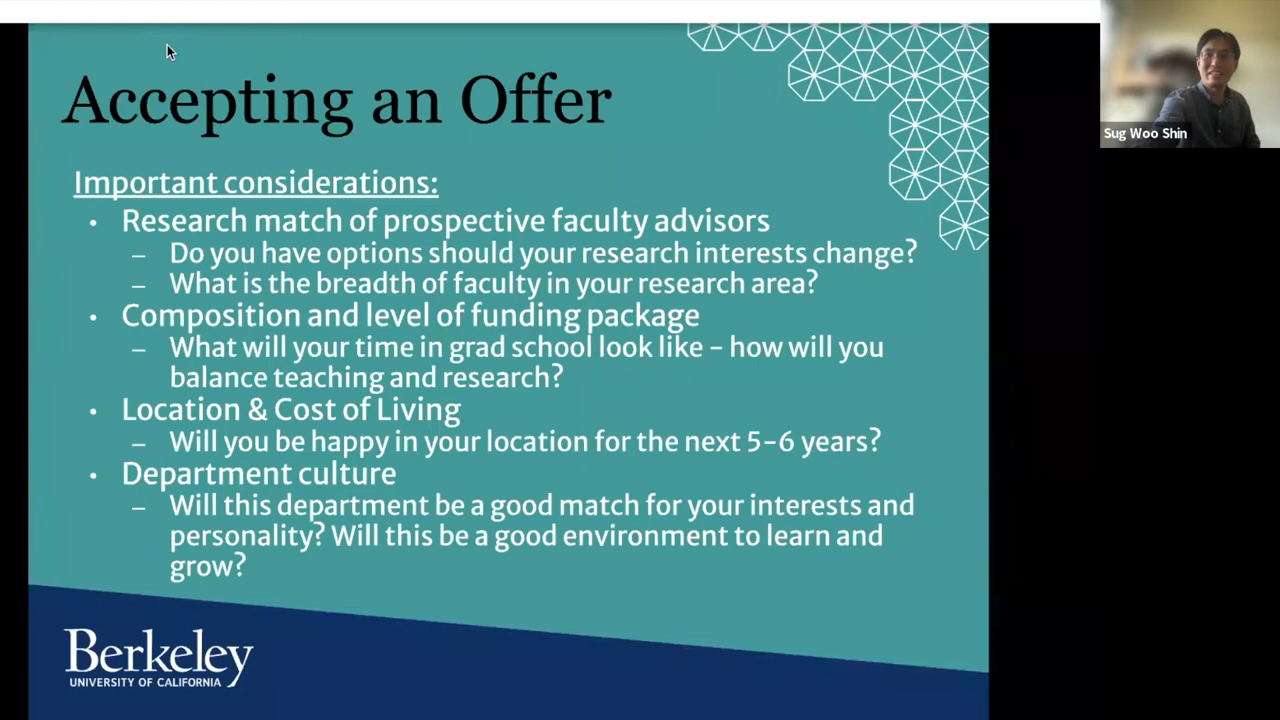 Accepting an Offer
Important considerations:
• Research match of prospective faculty advisors
– Do you have options should your research interests change?
– What is the breadth of faculty in your research area?
• Composition and level of funding package
– What will your time in grad school look like – how will you
balance teaching and research?
• Location & Cost of Living
– Will you be happy in your location for the next 5-6 years?
• Department culture
– Will this department be a good match for your interests and
personality? Will this be a good environment to learn and
grow?
Berkeley
UNIVERSITY OF CALIFORNIA
Sug Woo Shin